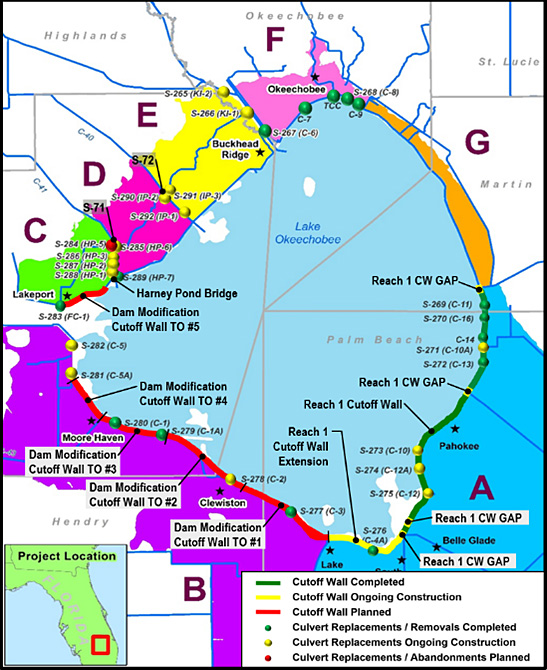 Okeechobee
Highlands
F
St. Lucie
Okeechobee
S-265 (KI-2)
S-268 (C-8)
TCC
C-9
C-7
E
S-266 (KI-1)
S-267 (C-6)
Buckhead
Ridge
C-40
G
S-72
D
C-41
Martin
S-290 (IP-2)
S-291 (IP-3)
S-71
S-292 (IP-1)
C
Lake
Okeechobee
S-284 (HP-5)
S-285 (HP-6)
S-286 (HP-3)
S-287 (HP-2)
S-288 (HP-1)
S-289 (HP-7)
Reach 1 CW GAP
Lakeport
Harney Pond Bridge
S-269 (C-11)
S-283 (FC-1)
Dam Modification
Cutoff Wall TO #5
S-270 (C-16)
C-14
Palm Beach
S-282 (C-5)
S-271 (C-10A)
S-272 (C-13)
S-281 (C-5A)
Dam Modification
Cutoff Wall TO #4
Reach 1 CW GAP
Reach 1 Cutoff Wall
S-280 (C-1)
S-279 (C-1A)
Reach 1
Cutoff Wall
Extension
Moore Haven
Pahokee
Dam Modification
Cutoff Wall TO #3
S-273 (C-10)
S-274 (C-12A)
S-278 (C-2)
A
Dam Modification
Cutoff Wall TO #2
S-275 (C-12)
Clewiston
S-277 (C-3)
Hendry
Dam Modification
Cutoff Wall TO #1
S-276
(C-4A)
Reach 1 CW GAP
Belle Glade
Project Location
Reach 1 CW GAP
Lake
South
B
FLORIDA
Cutoff Wall Completed
Cutoff Wall Ongoing Construction
Cutoff Wall Planned
Culvert Replacements / Removals Completed
Culvert Replacements Ongoing Construction
Culvert Replacements / Abandonments Planned